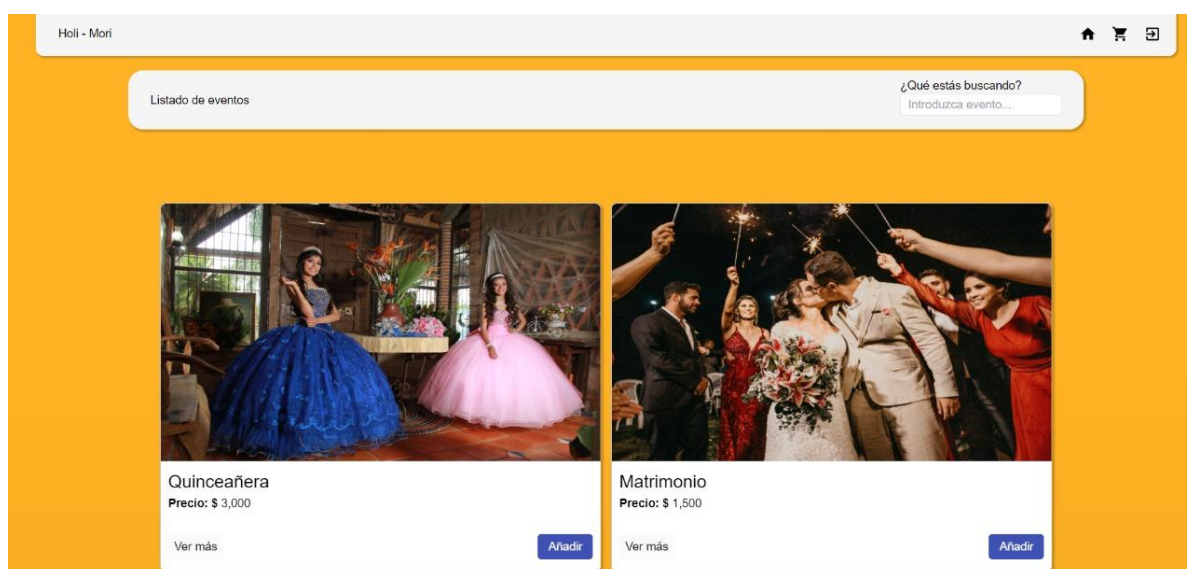 Holi - Mori
Listado de eventos
¿Qué estás buscando?
Introduzca evento...
Quinceañera
Precio: $ 3,000
Ver más
Añadir
Matrimonio
Precio: $ 1,500
Ver más
Añadir